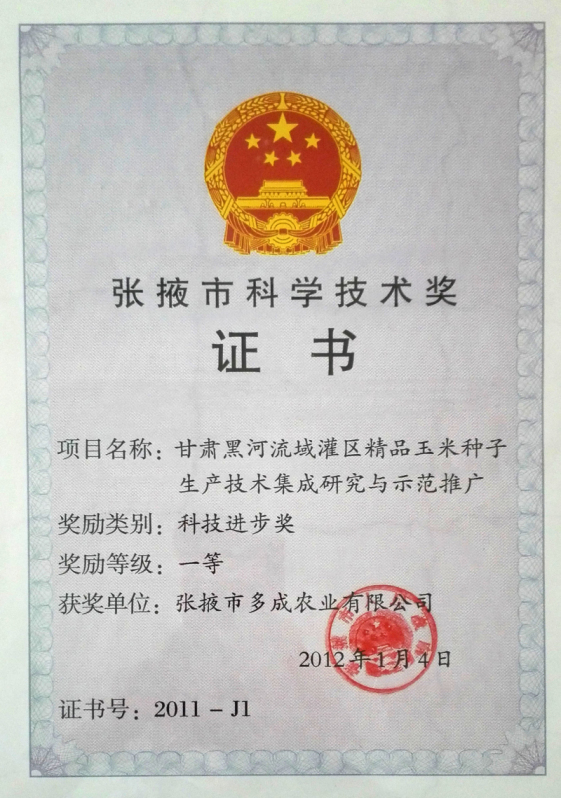 张掖市科学技术奖
证书
项目名称：甘肃黑河流域灌区精品玉米种子
生产技术集成研究与示范推广
奖励类别：科技进步奖
奖励等级：一等
获奖单位：张掖市多成农业有限公司
2012年1月4日
证书号：2011－J1